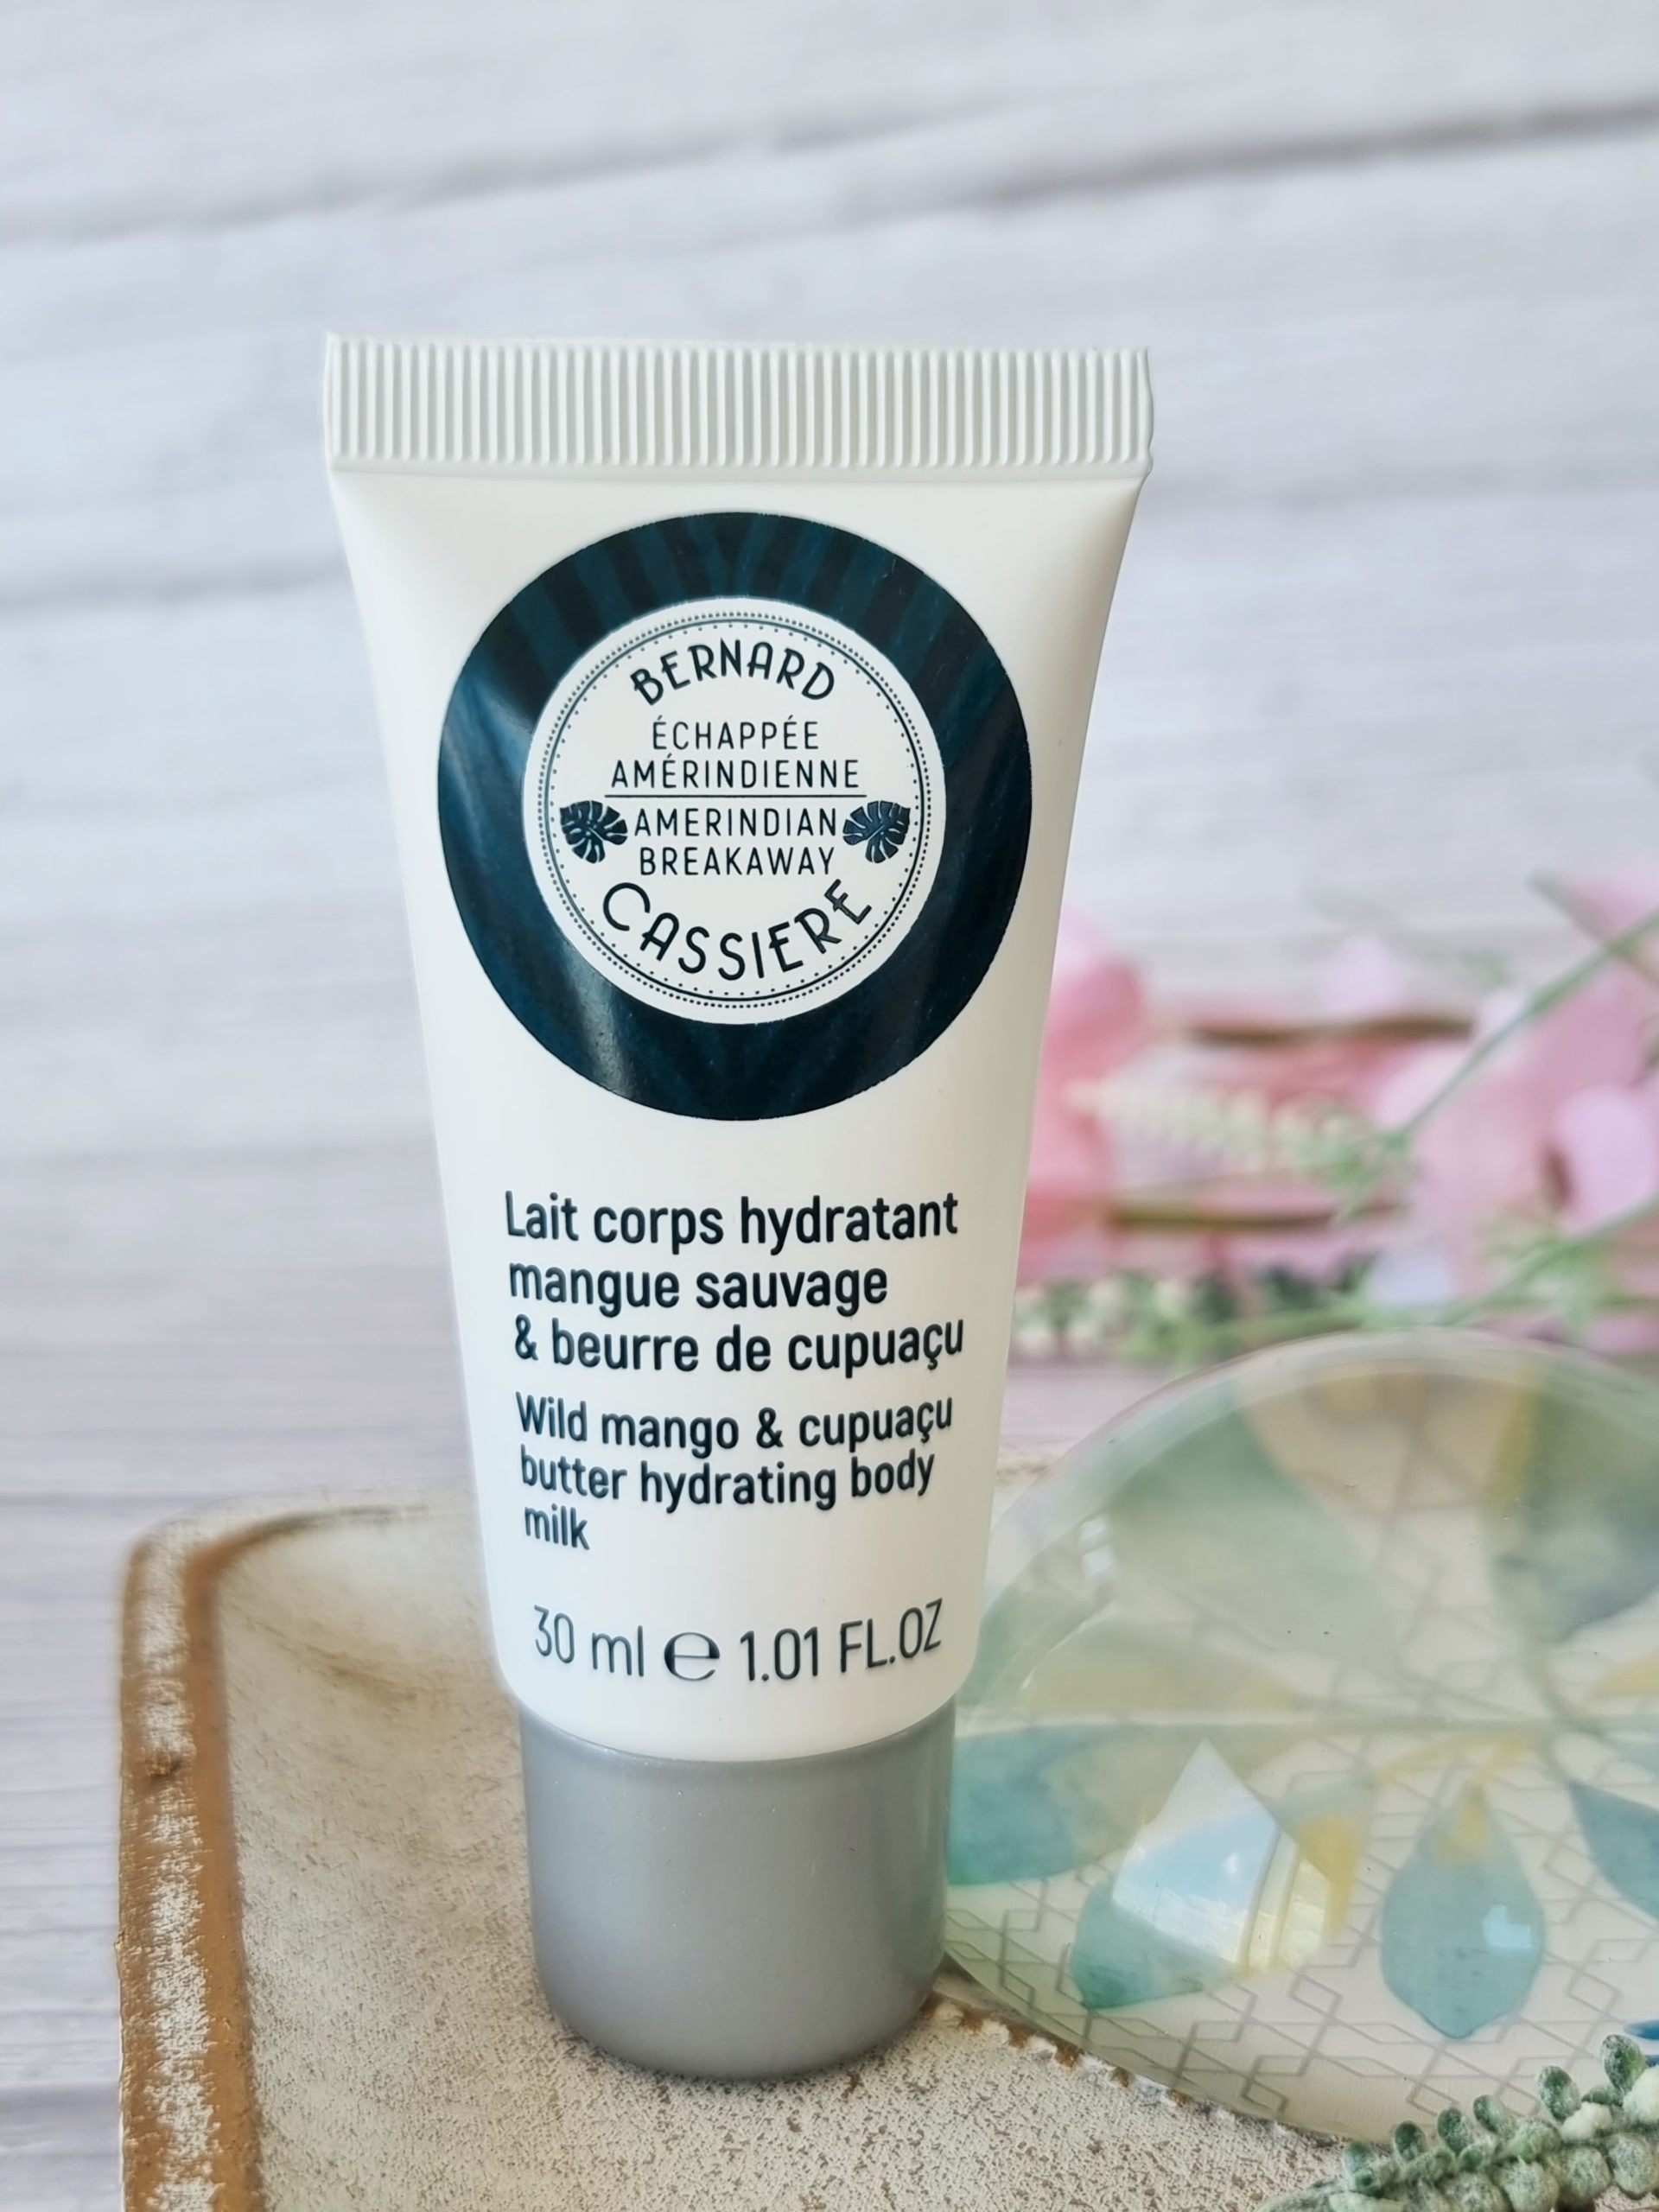 BERNARD
ÉCHAPPÉE
AMÉRINDIENNE
AMERINDIAN
BREAKAWAY
CASSIERE
Lait corps hydratant
mangue sauvage
& beurre de cupuaçu
Wild mango & cupuaçu
butter hydrating body
milk
30 ml e 1.01 FL.OZ